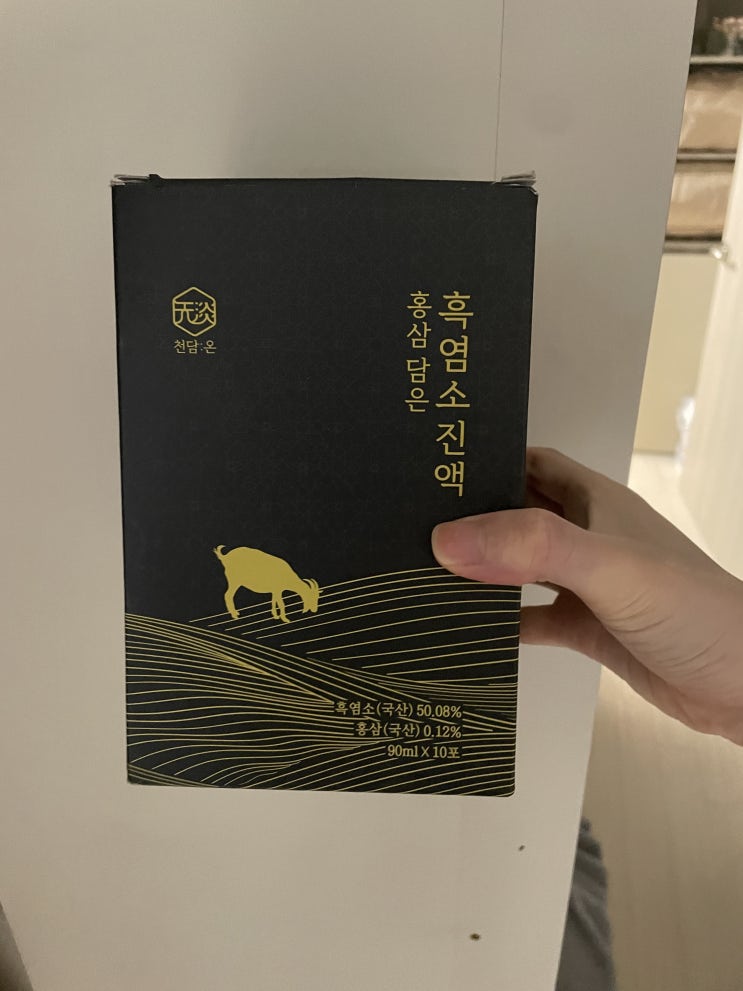 天淡
천담:온
홍삼 담은
흑염소 진액
흑염소(국산) 50.08%
홍삼(국산) 0.12%
90ml X 10포